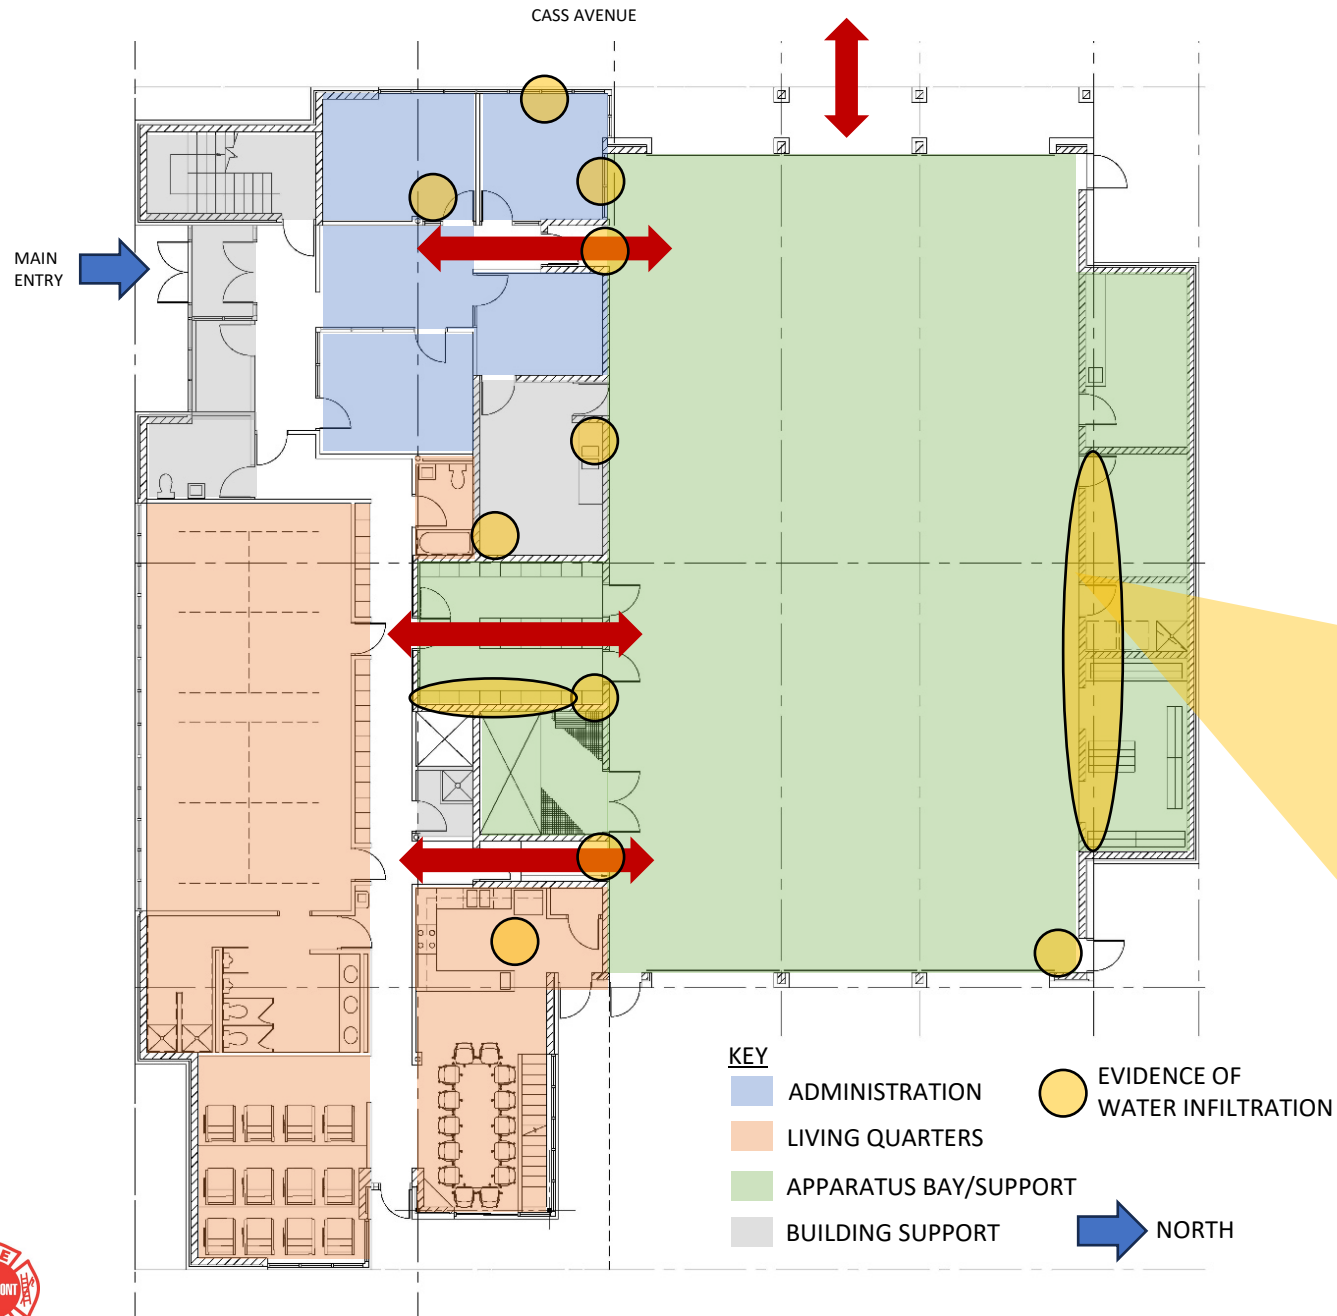 CASS AVENUE
MAIN
ENTRY
KEY
ADMINISTRATION
LIVING QUARTERS
APPARATUS BAY/SUPPORT
BUILDING SUPPORT
EVIDENCE OF
WATER INFILTRATION
NORTH